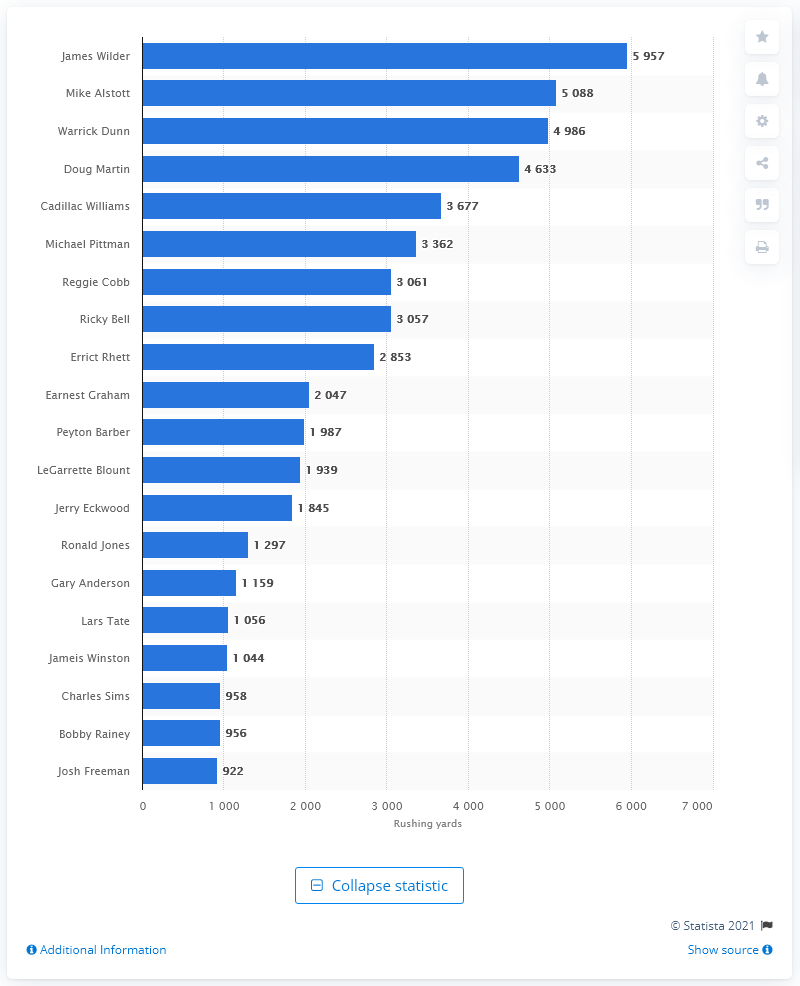 James Wilder 5 957
Mike Alstott 5 088
Warrick Dunn 4 986
Doug Martin 4 633
Cadillac Williams 3 677
Michael Pittman 3 362
Reggie Cobb 3 061
Ricky Bell 3 057
Errict Rhett 2 853
Earnest Graham 2 047
Peyton Barber 1 987
LeGarrette Blount 1 939
Jerry Eckwood 1 845
Ronald Jones 1 297
Gary Anderson 1 159
Lars Tate 1 056
Jameis Winston 1 044
Charles Sims 958
Bobby Rainey 956
Josh Freeman 922
0 1 000 2 000 3 000 4 000 5 000 6 000 7 000
Rushing yards
Collapse statistic
© Statista 2021
Additional Information Show source